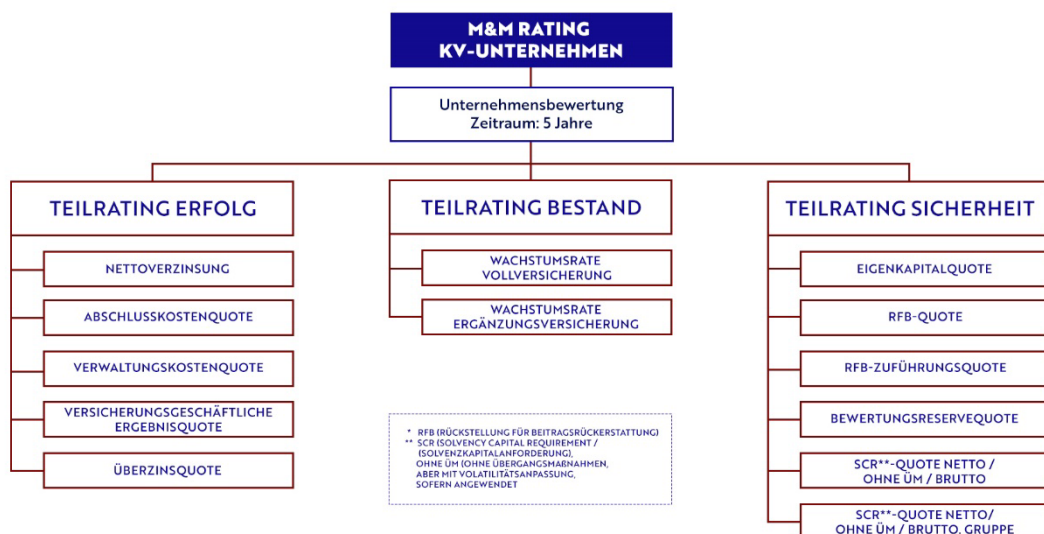 M&M RATING
KV-UNTERNEHMEN
Unternehmensbewertung
Zeitraum: 5 Jahre
TEILRATING ERFOLG
NETTOVERZINSUNG
ABSCHLUSSKOSTENQUOTE
VERWALTUNGSKOSTENQUOTE
VERSICHERUNGSGESCHÄFTLICHE
ERGEBNISQUOTE
ÜBERZINSQUOTE
TEILRATING BESTAND
WACHSTUMSRATE
VOLLVERSICHERUNG
WACHSTUMSRATE
ERGÄNZUNGSVERSICHERUNG
* RFB (RÜCKSTELLUNG FÜR BEITRAGSRÜCKERSTATTUNG)
** SCR (SOLVENCY CAPITAL REQUIREMENT /
(SOLVENZKAPITALANFORDERUNG),
OHNE ÜM (OHNE ÜBERGANGSMAẞNAHMEN,
ABER MIT VOLATILITÄTSANPASSUNG,
SOFERN ANGEWENDET
TEILRATING SICHERHEIT
EIGENKAPITALQUOTE
RFB-QUOTE
RFB-ZUFÜHRUNGSQUOTE
BEWERTUNGSRESERVEQUOTE
SCR**-QUOTE NETTO /
OHNE ÜM / BRUTTO
SCR**-QUOTE NETTO/
OHNE ÜM / BRUTTO, GRUPPE